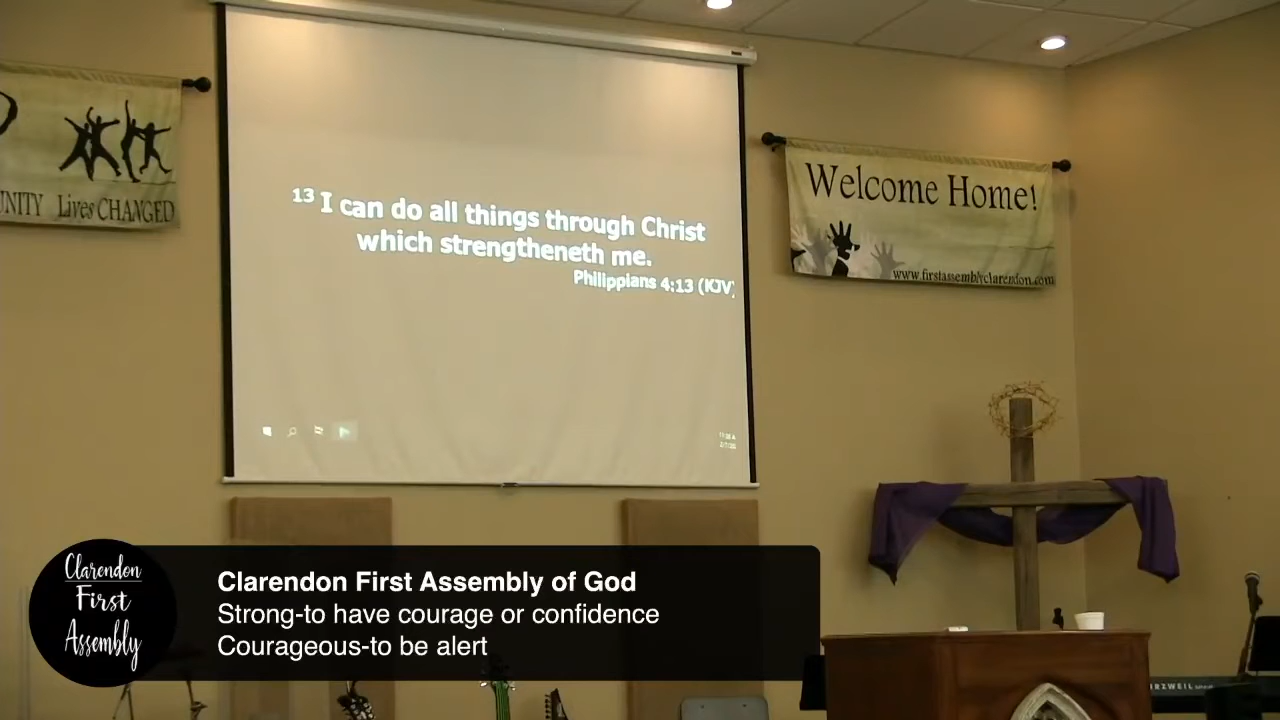 UNITY Lives CHANGED
13 I can do all things through Christ
which strengtheneth me.
Philippians 4:13 (KJV)
Welcome Home!
www.firstassemblyclarendon.com
Clarendon
First
Assembly
Clarendon First Assembly of God
Strong-to have courage or confidence
Courageous-to be alert
KURZWEIL